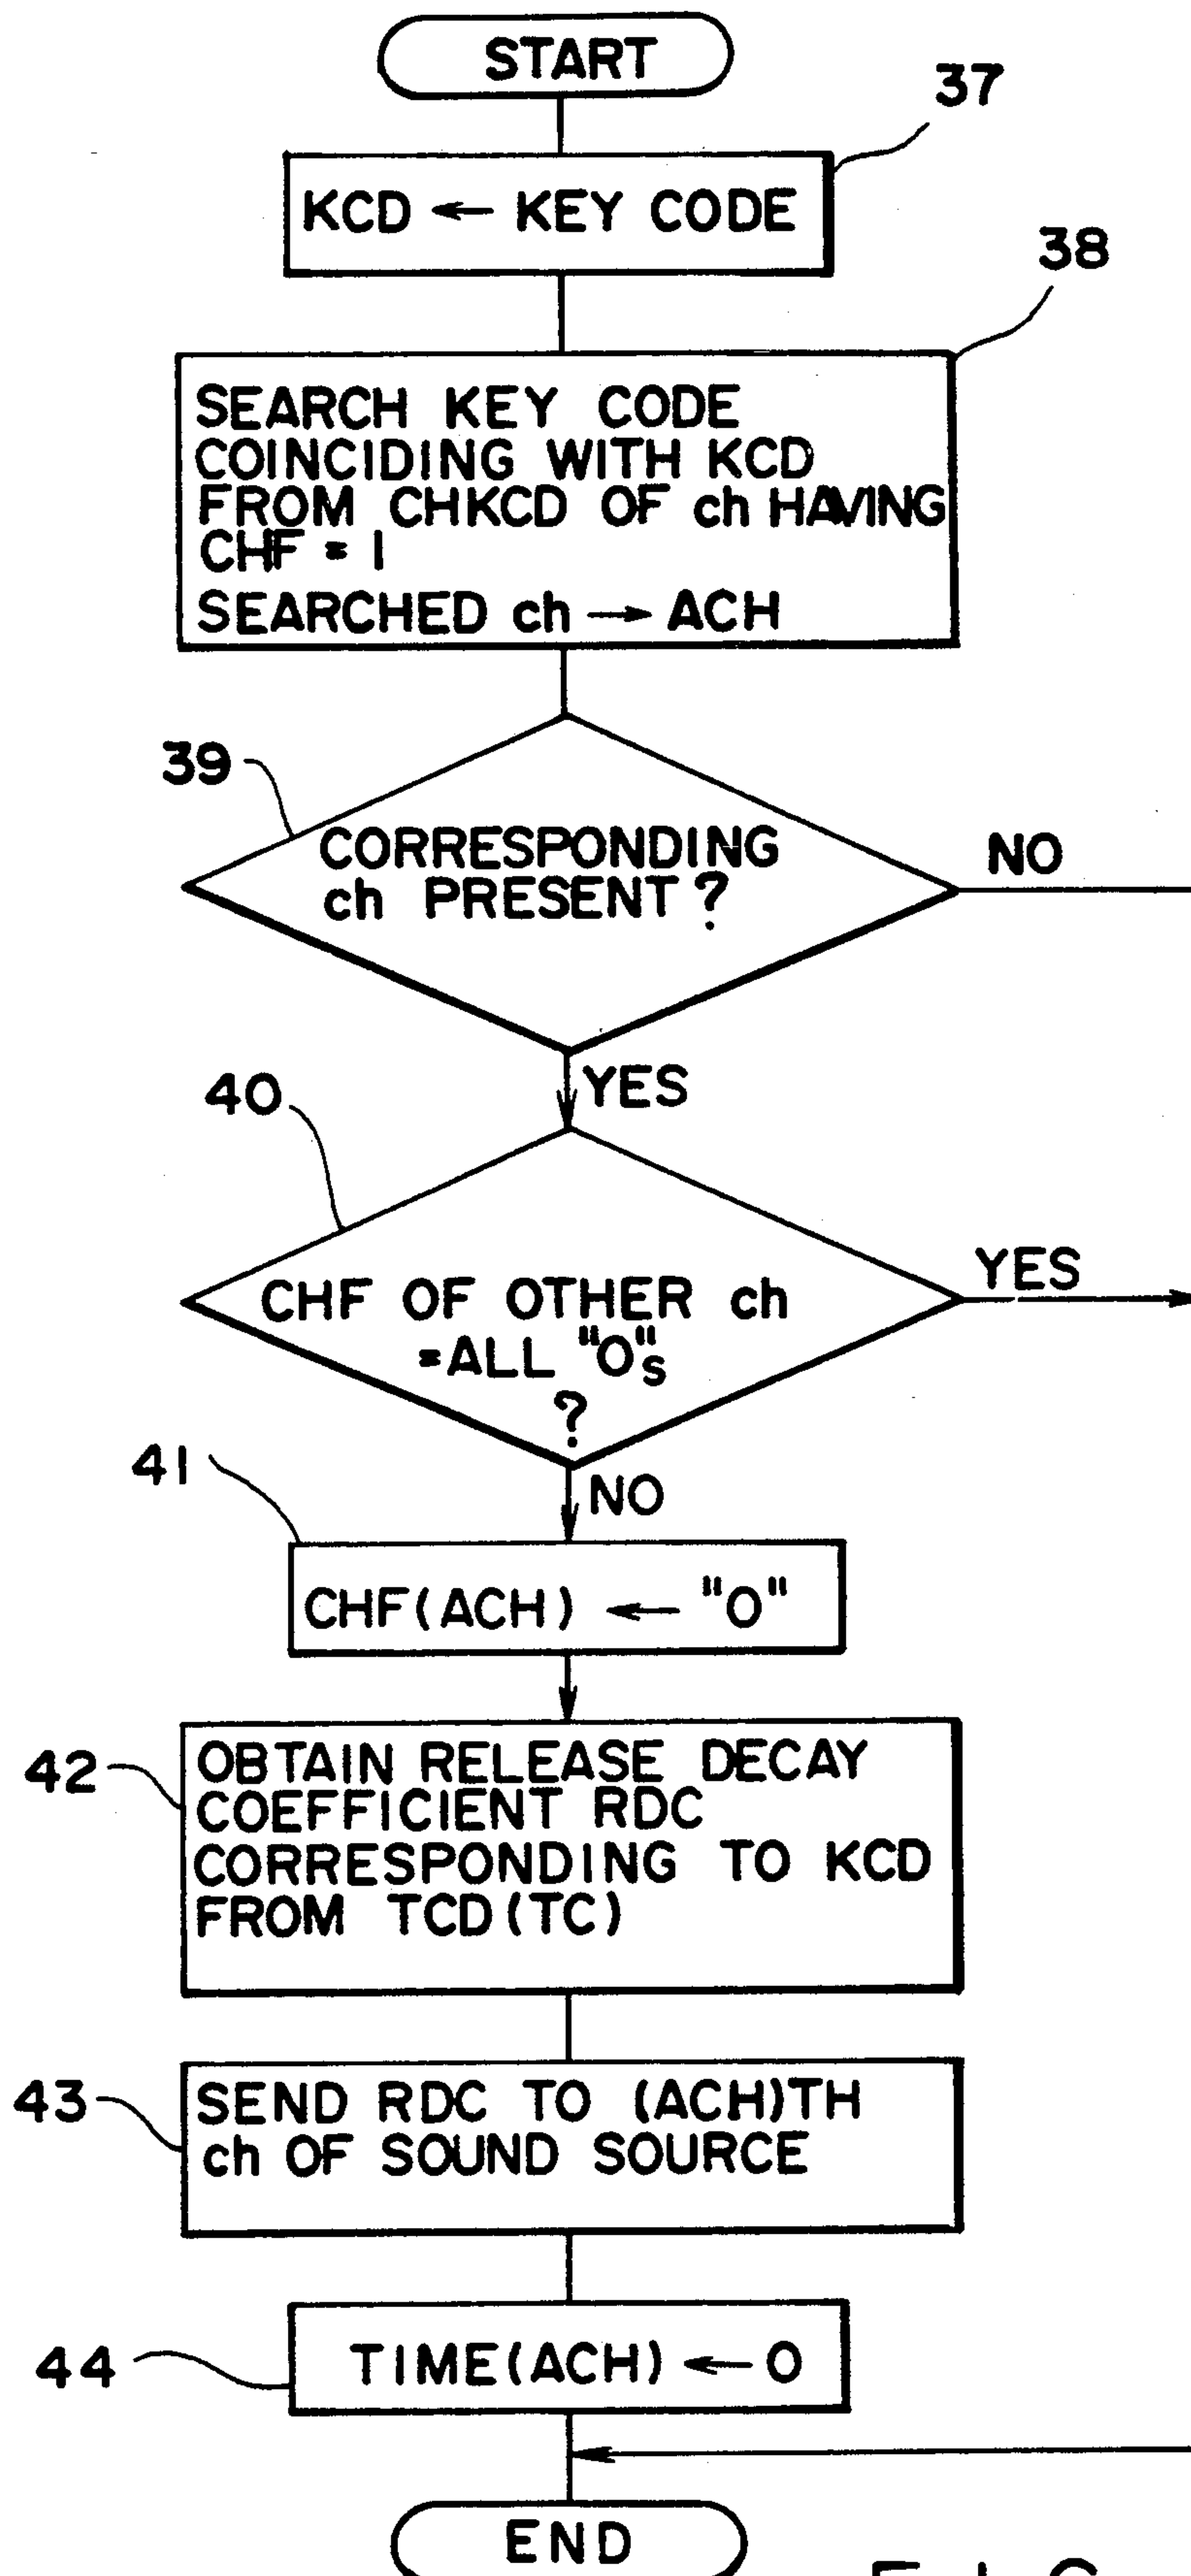 START
37
KCD ← KEY CODE
38
SEARCH KEY CODE
COINCIDING WITH KCD
FROM CHKCD OF ch HAVING
CHF = 1
SEARCHED ch → ACH
39
CORRESPONDING
ch PRESENT ?
NO
YES
40
CHF OF OTHER ch
=ALL "0"s
?
YES
NO
41
CHF(ACH) ← "0"
42
OBTAIN RELEASE DECAY
COEFFICIENT RDC
CORRESPONDING TO KCD
FROM TCD(TC)
43
SEND RDC TO (ACH)TH
ch OF SOUND SOURCE
44
TIME(ACH) ← 0
END